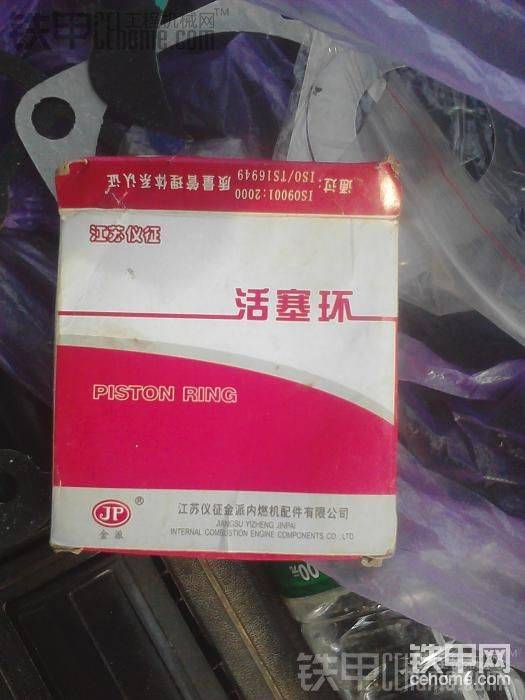 铁甲工程机械网™
cehome.com
通过: ISO9001:2000 质量管理体系认证
ISO/TS16949
江苏仪征
活塞环
PISTON RING
JP ®
金派
江苏仪征金派内燃机配件有限公司
JIANGSU YIZHENG JINPAI
INTERNAL COMBUSTION ENGINE COMPONENTS CO.,LTD
铁甲网
cehome.com